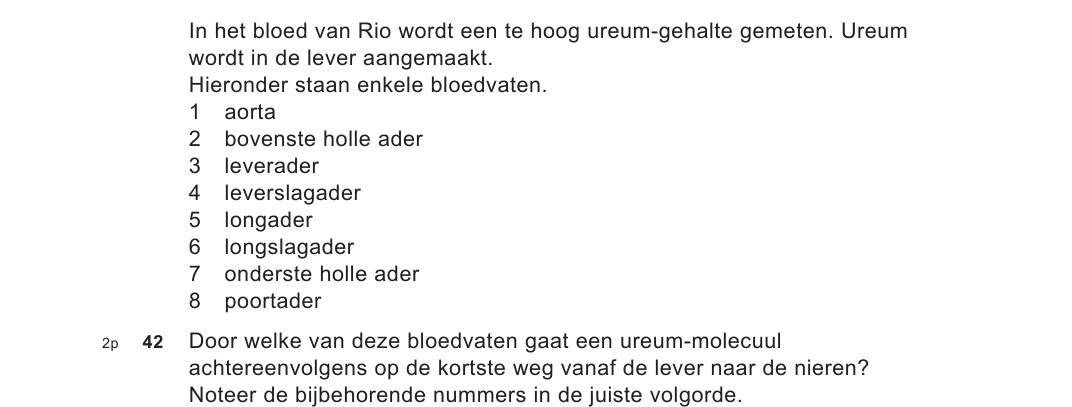 In het bloed van Rio wordt een te hoog ureum-gehalte gemeten. Ureum
wordt in de lever aangemaakt.
Hieronder staan enkele bloedvaten.
1 aorta
2 bovenste holle ader
3 leverader
4 leverslagader
5 longader
6 longslagader
7 onderste holle ader
8 poortader
2p 42 Door welke van deze bloedvaten gaat een ureum-molecuul
achtereenvolgens op de kortste weg vanaf de lever naar de nieren?
Noteer de bijbehorende nummers in de juiste volgorde.